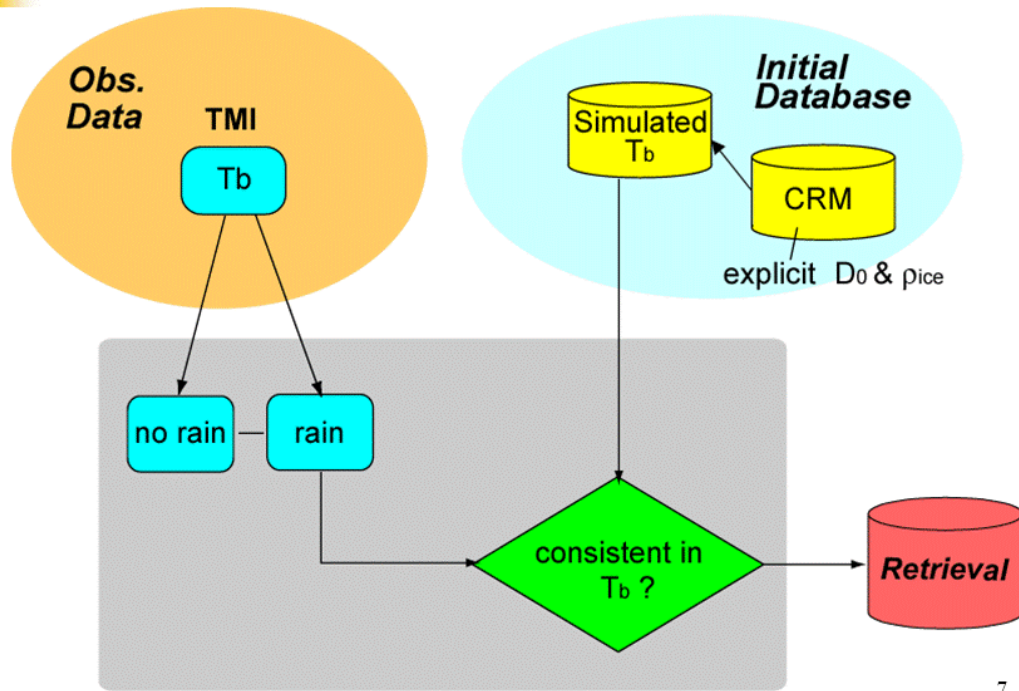 Obs.
Data
TMI
Tb
Initial
Database
Simulated
Tb
CRM
explicit D0 & ρice
no rain
rain
consistent in
Tb ?
Retrieval
7